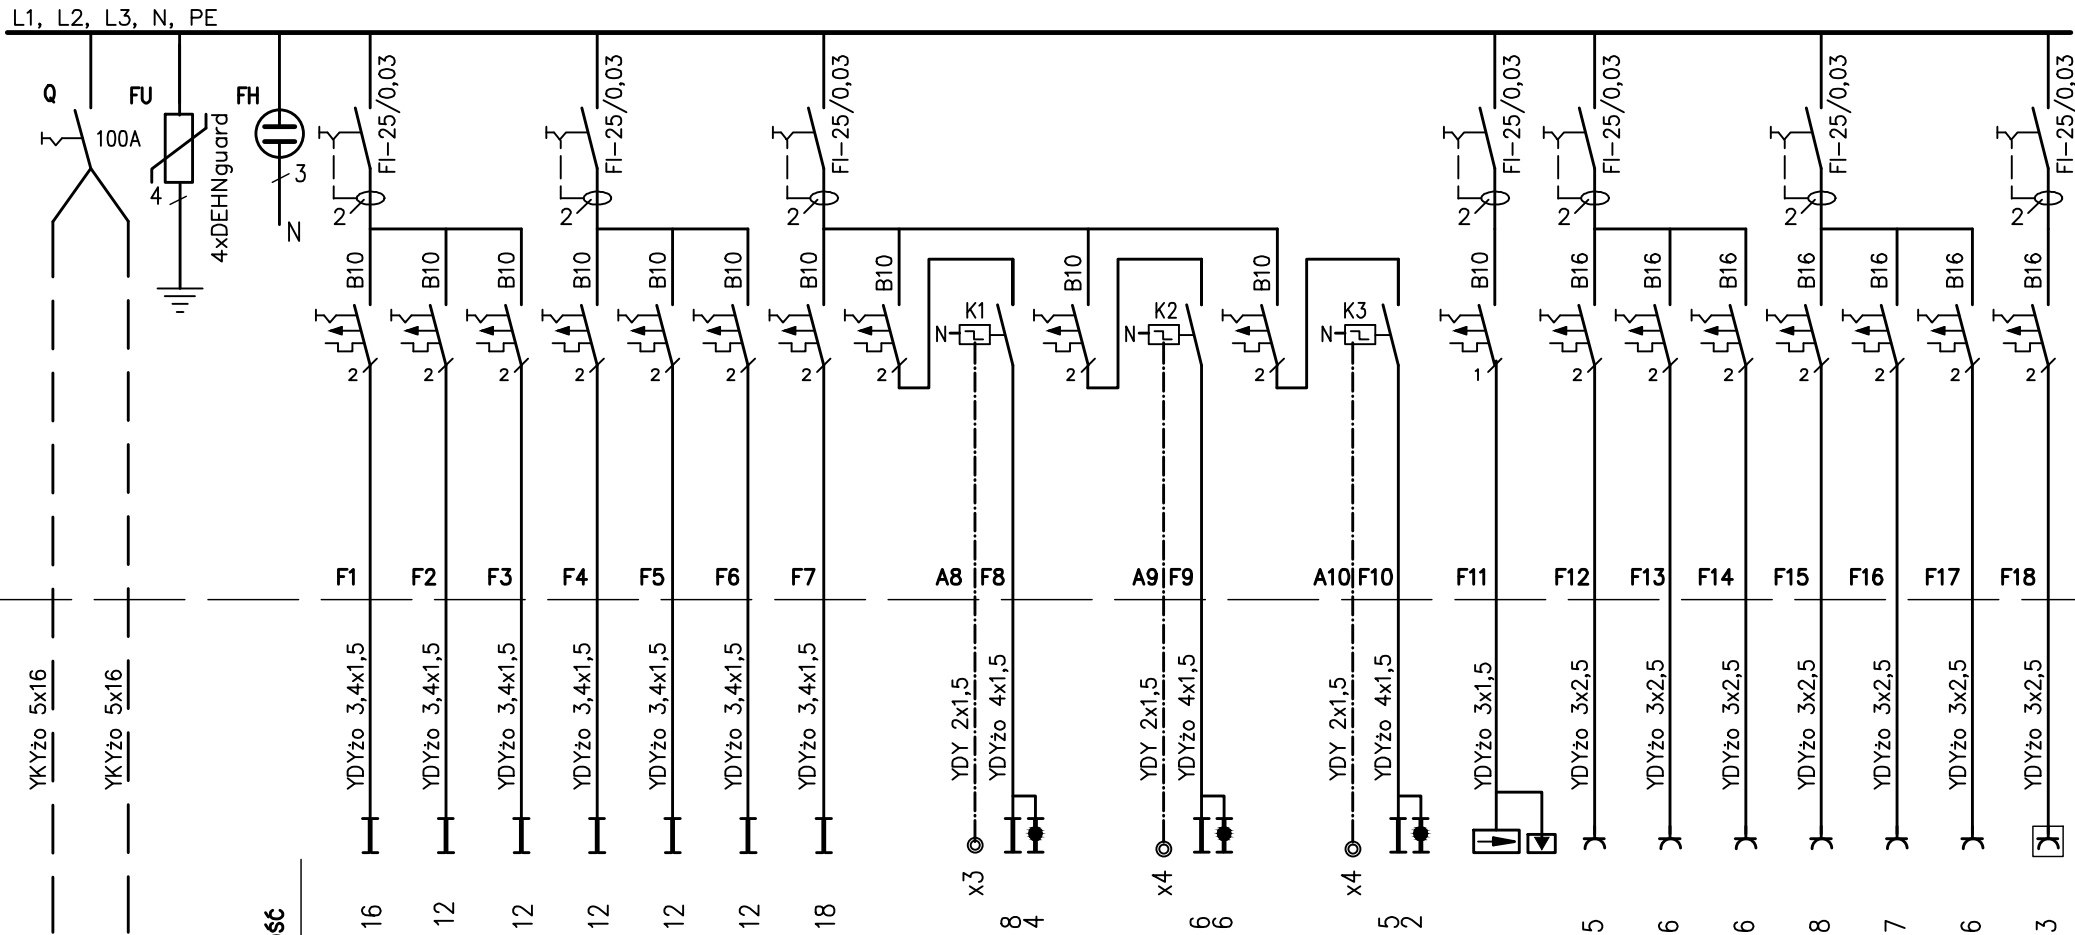 L1, L2, L3, N, PE
Q
100A
FU
4
4xDEHNguard
FH
3
N
FI-25/0,03
2
FI-25/0,03
2
FI-25/0,03
2
FI-25/0,03
2
FI-25/0,03
2
FI-25/0,03
2
FI-25/0,03
2
B10
B10
B10
B10
B10
B10
B10
B10
B10
B10
B10
B16
B16
B16
B16
B16
B16
B16
N
K1
N
K2
N
K3
2
2
2
2
2
2
2
2
2
2
1
2
2
2
2
2
2
2
F1
F2
F3
F4
F5
F6
F7
A8
F8
A9
F9
A10
F10
F11
F12
F13
F14
F15
F16
F17
F18
YKYżo 5x16
YKYżo 5x16
YDYżo 3,4x1,5
YDYżo 3,4x1,5
YDYżo 3,4x1,5
YDYżo 3,4x1,5
YDYżo 3,4x1,5
YDYżo 3,4x1,5
YDYżo 3,4x1,5
YDY 2x1,5
YDYżo 4x1,5
YDY 2x1,5
YDYżo 4x1,5
YDY 2x1,5
YDYżo 4x1,5
YDYżo 3x1,5
YDYżo 3x2,5
YDYżo 3x2,5
YDYżo 3x2,5
YDYżo 3x2,5
YDYżo 3x2,5
YDYżo 3x2,5
YDYżo 3x2,5
x3
x4
x4
16
12
12
12
12
12
18
8
4
6
6
5
2
5
6
6
8
7
6
3